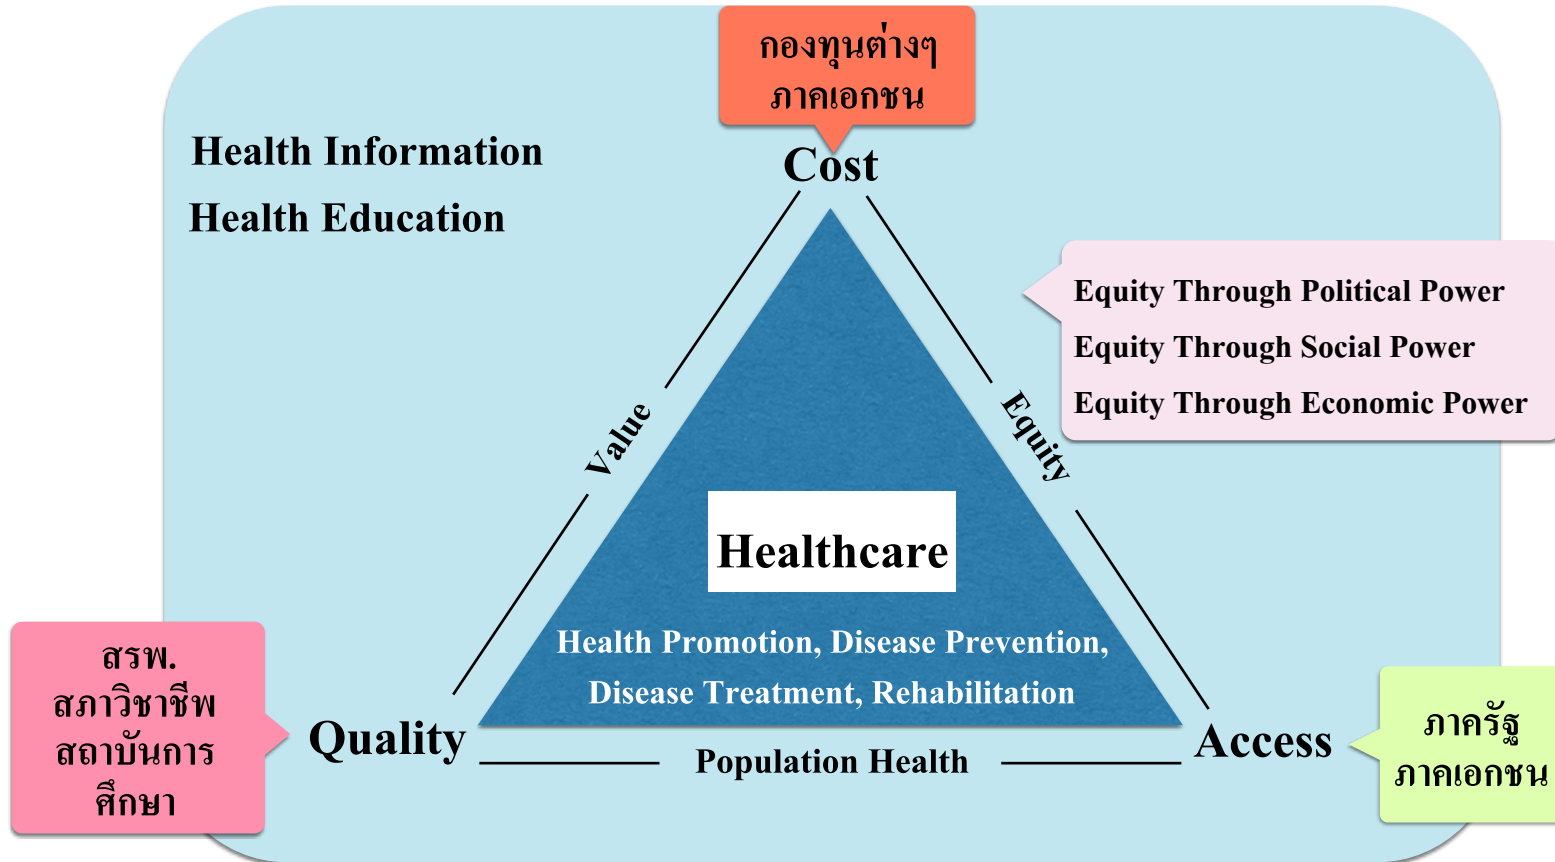 กองทุนต่างๆ
ภาคเอกชน
Health Information
Health Education
Cost
Equity Through Political Power
Equity Through Social Power
Equity Through Economic Power
Value
Equity
Healthcare
Health Promotion, Disease Prevention,
Disease Treatment, Rehabilitation
สรพ.
สภาวิชาชีพ
สถาบันการ
ศึกษา
Quality
Population Health
Access
ภาครัฐ
ภาคเอกชน